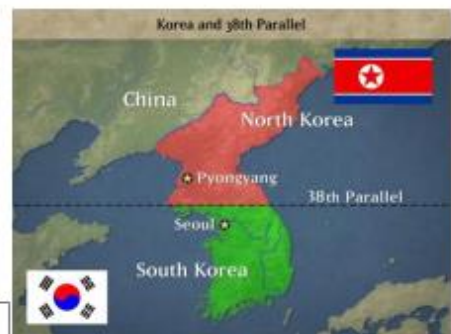 Korea and 38th Parallel
China
North Korea
Pyongyang
38th Parallel
Seoul
South Korea